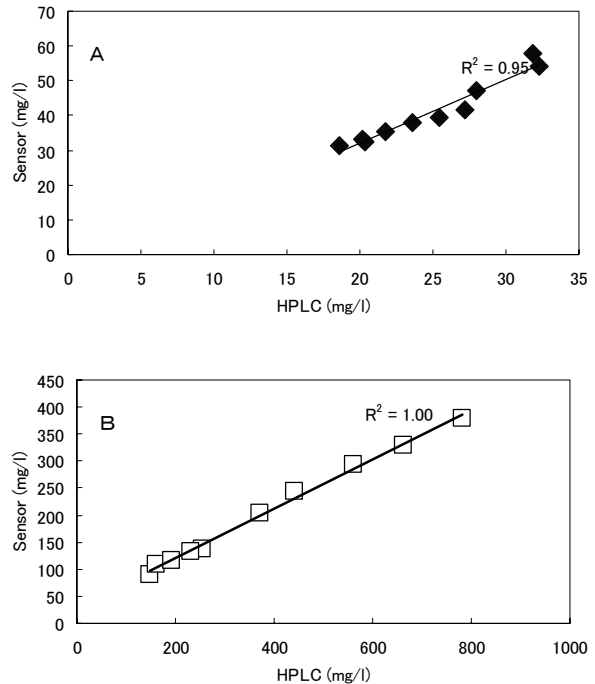 70
A
R² = 0.95
60
50
40
30
20
10
0
Sensor (mg/l)
0 5 10 15 20 25 30 35
HPLC (mg/l)
450
B
R² = 1.00
400
350
300
250
200
150
100
50
0
Sensor (mg/l)
0 200 400 600 800 1000
HPLC (mg/l)